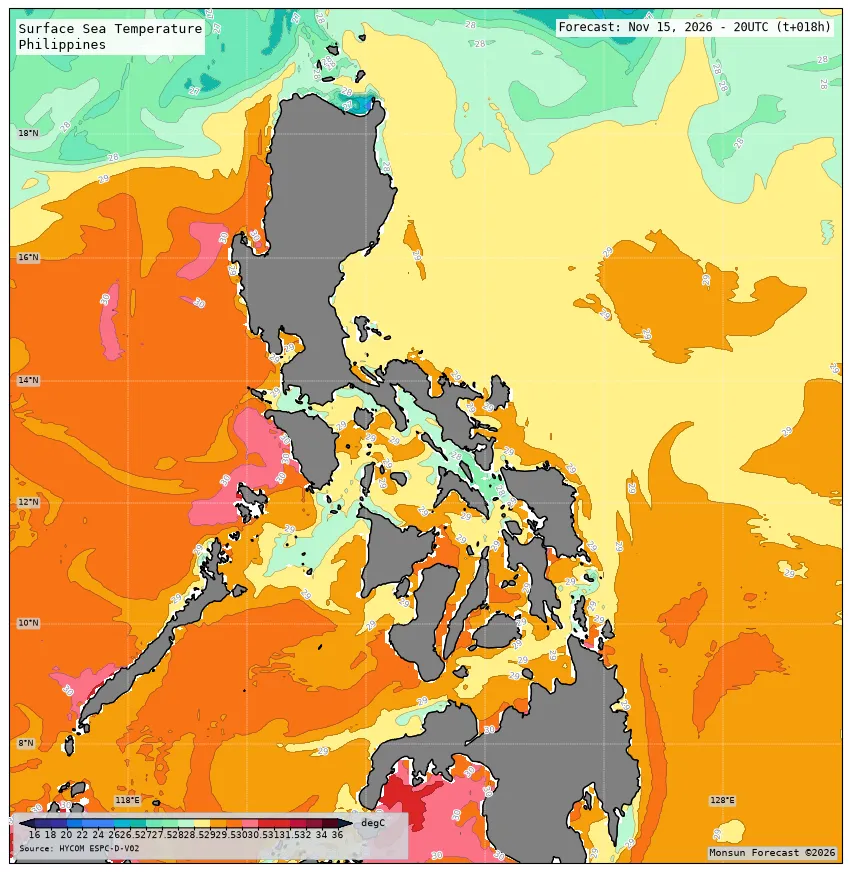 Surface Sea Temperature
Philippines
Forecast: Nov 15, 2026 - 20UTC (t+018h)
18°N
16°N
14°N
12°N
10°N
8°N
118°E
128°E
degC
16 18 20 22 24 26 26.5 27 27.5 28 28.5 29 29.5 30 30.5 31 31.5 32 34 36
Source: HYCOM ESPC-D-V02
Monsun Forecast ©2026